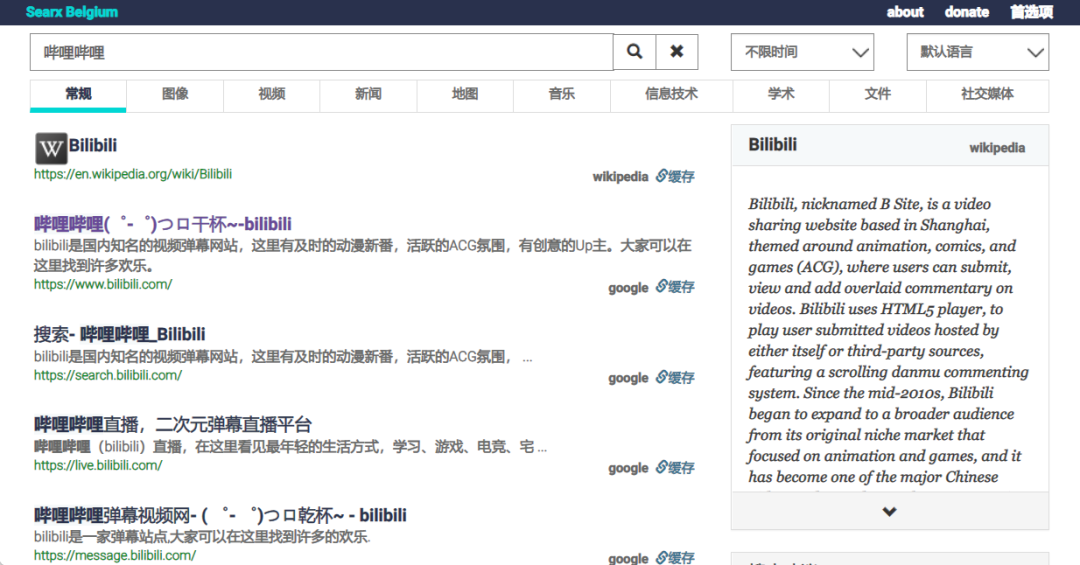 Searx Belgium
about donate 首选项
哔哩哔哩
不限时间
默认语言
常规 图像 视频 新闻 地图 音乐 信息技术 学术 文件 社交媒体
W Bilibili
https://en.wikipedia.org/wiki/Bilibili
wikipedia 缓存
哔哩哔哩(゜-゜)つロ干杯~-bilibili
bilibili是国内知名的视频弹幕网站，这里有及时的动漫新番，活跃的ACG氛围，有创意的Up主。大家可以在
这里找到许多欢乐。
https://www.bilibili.com/
google 缓存
搜索- 哔哩哔哩_Bilibili
bilibili是国内知名的视频弹幕网站，这里有及时的动漫新番，活跃的ACG氛围， ...
https://search.bilibili.com/
google 缓存
哔哩哔哩直播，二次元弹幕直播平台
哔哩哔哩（bilibili）直播，在这里看见最年轻的生活方式，学习、游戏、电竞、宅 ...
https://live.bilibili.com/
google 缓存
哔哩哔哩弹幕视频网- (゜-゜)つロ乾杯~ - bilibili
bilibili是一家弹幕站点,大家可以在这里找到许多的欢乐.
https://message.bilibili.com/
google 缓存
Bilibili
wikipedia
Bilibili, nicknamed B Site, is a video
sharing website based in Shanghai,
themed around animation, comics, and
games (ACG), where users can submit,
view and add overlaid commentary on
videos. Bilibili uses HTML5 player, to
play user submitted videos hosted by
either itself or third-party sources,
featuring a scrolling danmu commenting
system. Since the mid-2010s, Bilibili
began to expand to a broader audience
from its original niche market that
focused on animation and games, and it
has become one of the major Chinese